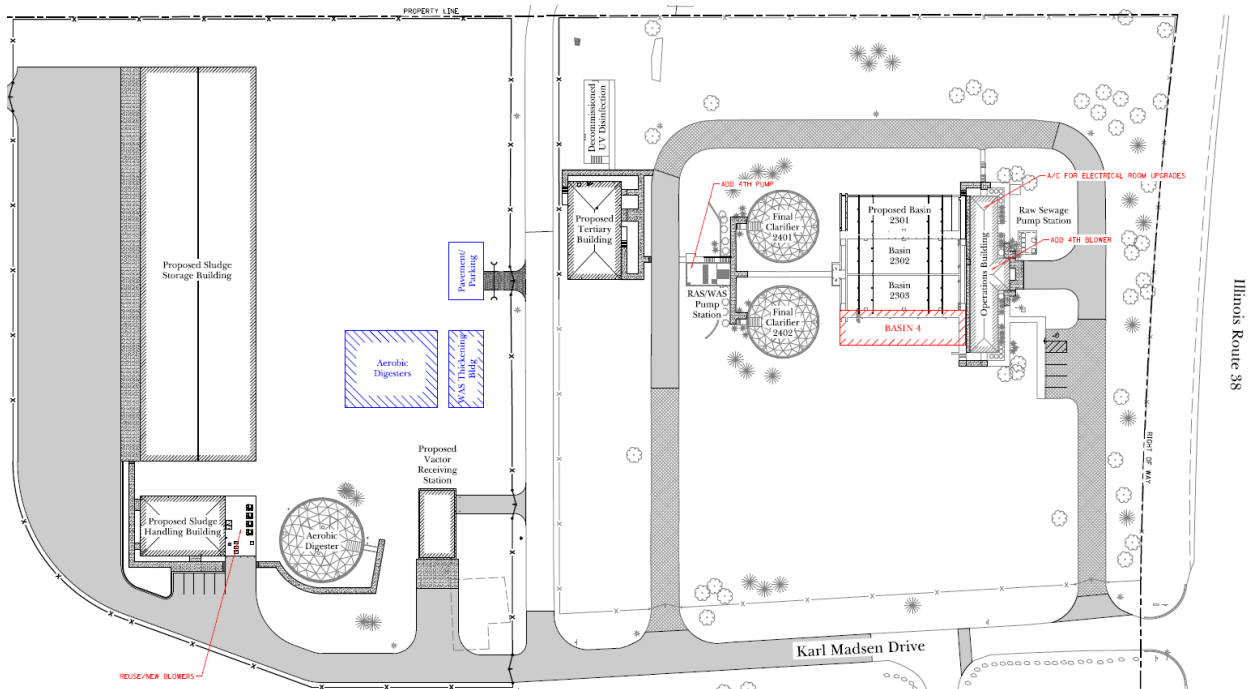 PROPERTY LINE
Decommissioned
UV Disinfection
ADD 4TH PUMP
A/C FOR ELECTRICAL ROOM UPGRADES
Proposed
Tertiary
Building
Final
Clarifier
2401
Proposed Basin
2301
Raw Sewage
Pump Station
ADD 4TH BLOWER
Basin
2302
Operations Building
Proposed Sludge
Storage Building
Pavement/
Parking
Basin
2303
RAS/WAS
Pump
Station
Final
Clarifier
2402
BASIN 4
Illinois Route 38
Aerobic
Digesters
WAS Thickening
Bldg
Proposed
Vactor
Receiving
Station
RIGHT OF WAY
Proposed Sludge
Handling Building
Aerobic
Digester
Karl Madsen Drive
REUSE/NEW BLOWERS